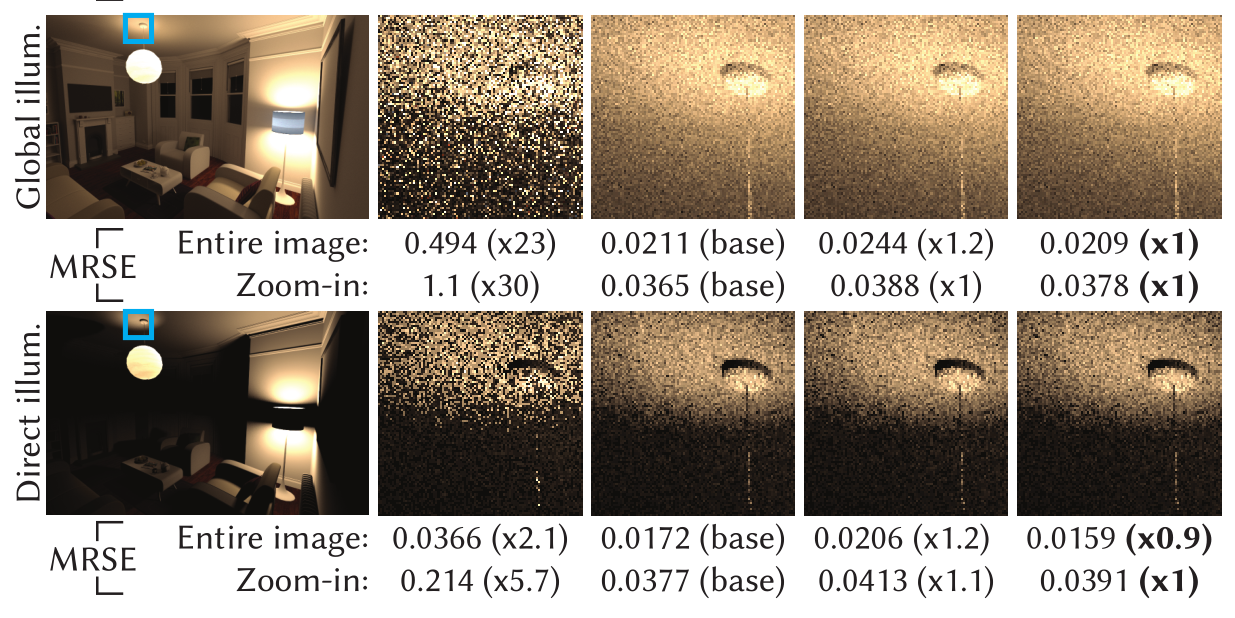 Global illum.
MRSE
Entire image: 0.494 (x23) 0.0211 (base) 0.0244 (x1.2) 0.0209 (x1)
Zoom-in: 1.1 (x30) 0.0365 (base) 0.0388 (x1) 0.0378 (x1)
Direct illum.
MRSE
Entire image: 0.0366 (x2.1) 0.0172 (base) 0.0206 (x1.2) 0.0159 (x0.9)
Zoom-in: 0.214 (x5.7) 0.0377 (base) 0.0413 (x1.1) 0.0391 (x1)